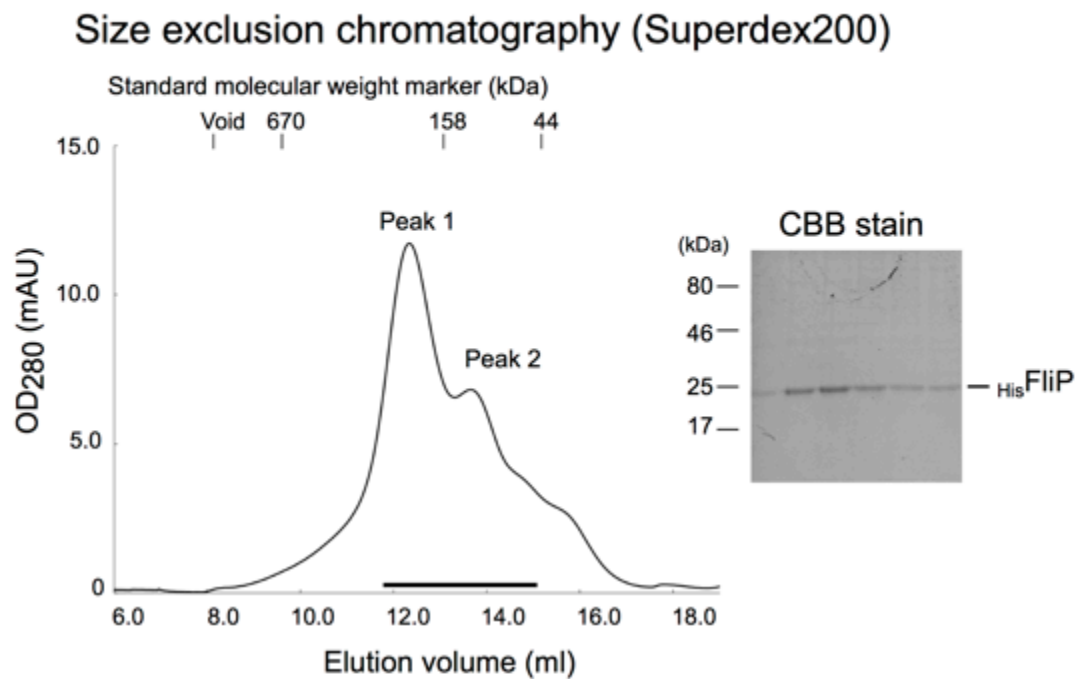 Size exclusion chromatography (Superdex200)
Standard molecular weight marker (kDa)
Void 670 158 44
15.0
10.0
5.0
0
OD280 (mAU)
Peak 1
Peak 2
6.0 8.0 10.0 12.0 14.0 16.0 18.0
Elution volume (ml)
CBB stain
(kDa)
80
46
25
17
HisFliP